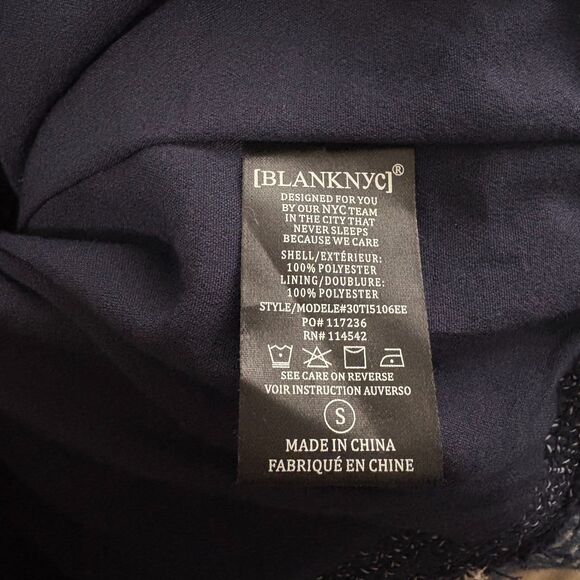 [BLANKNYC]®
DESIGNED FOR YOU
BY OUR NYC TEAM
IN THE CITY THAT
NEVER SLEEPS
BECAUSE WE CARE
SHELL/EXTÉRIEUR:
100% POLYESTER
LINING/DOUBLURE:
100% POLYESTER
STYLE/MODELE#30TI5106EE
PO# 117236
RN# 114542
SEE CARE ON REVERSE
VOIR INSTRUCTION AUVERSO
S
MADE IN CHINA
FABRIQUÉ EN CHINE